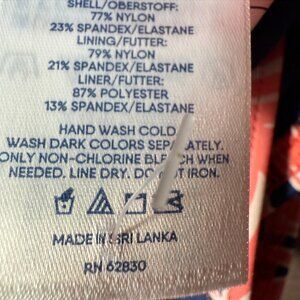 SHELL/OBERSTOFF:
77% NYLON
23% SPANDEX/ELASTANE
LINING/FUTTER:
79% NYLON
21% SPANDEX/ELASTANE
LINER/FUTTER:
87% POLYESTER
13% SPANDEX/ELASTANE
HAND WASH COLD
WASH DARK COLORS SEPARATELY.
ONLY NON-CHLORINE BLEACH WHEN
NEEDED. LINE DRY. DO NOT IRON.
MADE IN SRI LANKA
RN 62830